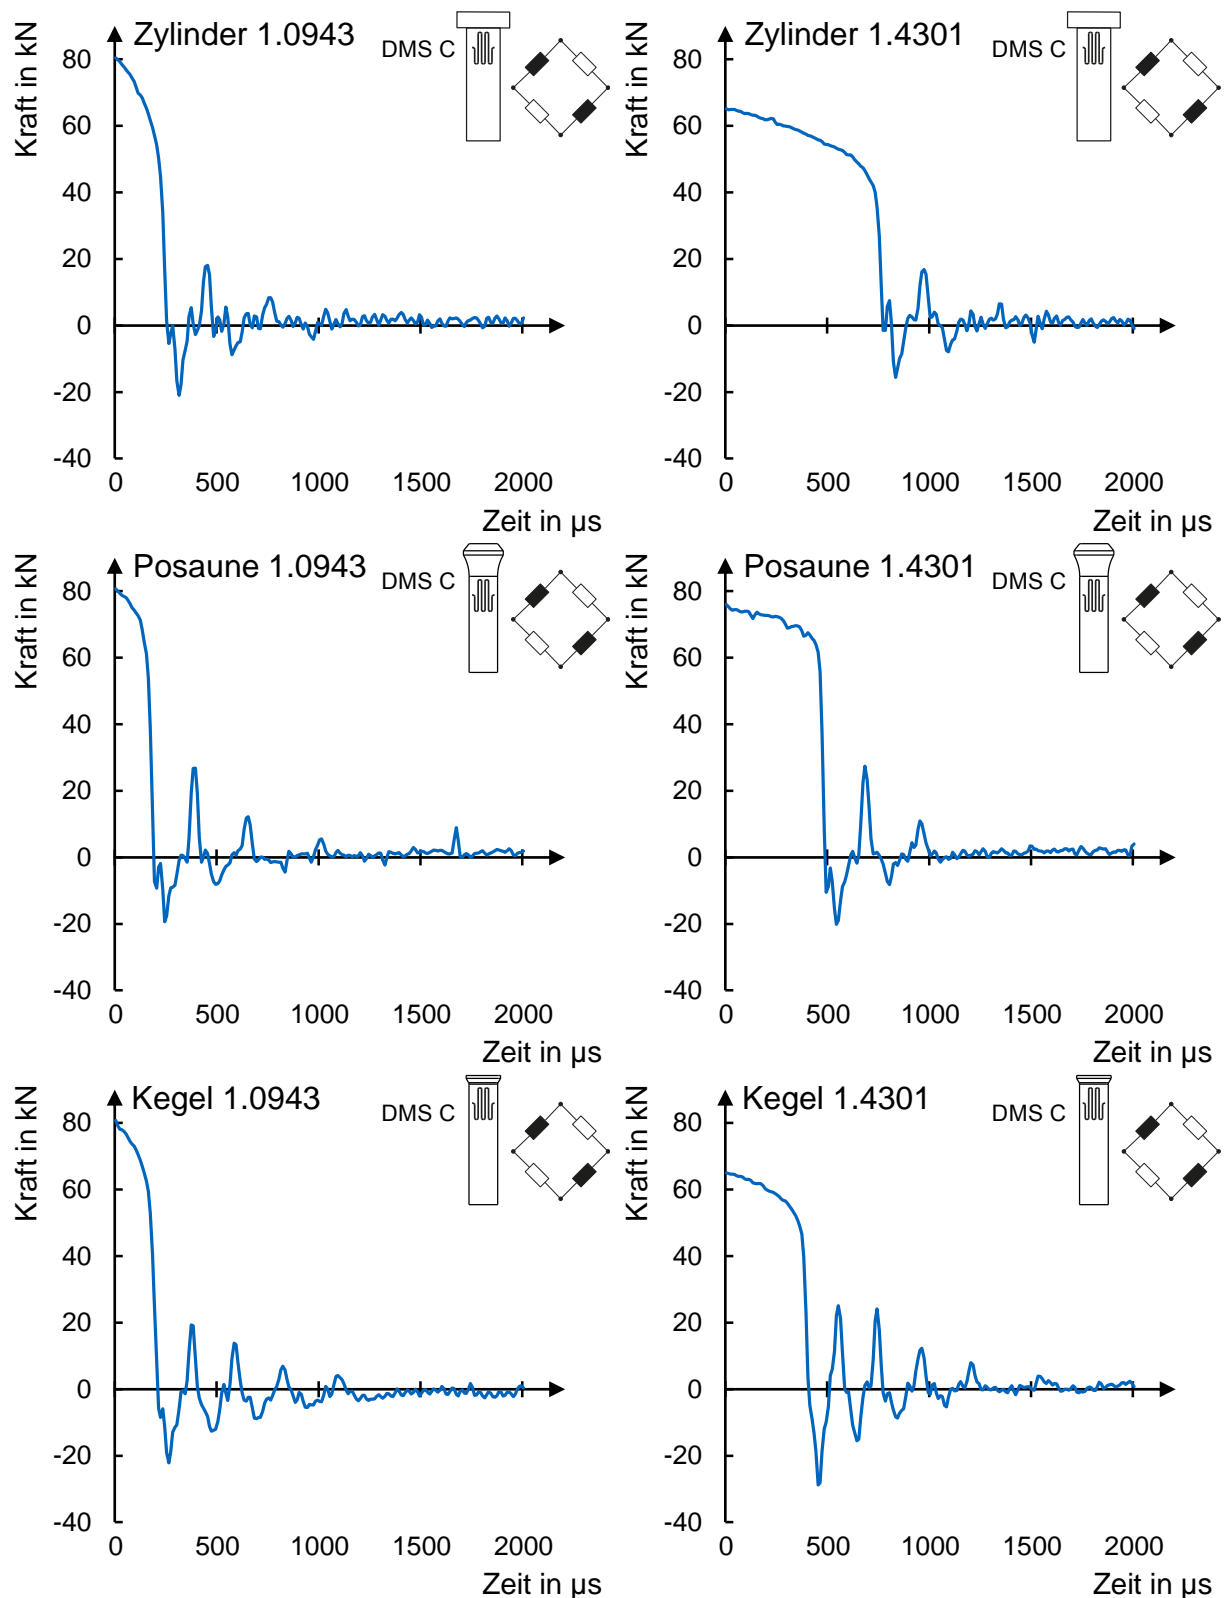 Zylinder 1.0943
DMS C
Kraft in kN
80
60
40
20
0
-20
-40
0 500 1000 1500 2000
Zeit in µs
Zylinder 1.4301
DMS C
Kraft in kN
80
60
40
20
0
-20
-40
0 500 1000 1500 2000
Zeit in µs
Posaune 1.0943
DMS C
Kraft in kN
80
60
40
20
0
-20
-40
0 500 1000 1500 2000
Zeit in µs
Posaune 1.4301
DMS C
Kraft in kN
80
60
40
20
0
-20
-40
0 500 1000 1500 2000
Zeit in µs
Kegel 1.0943
DMS C
Kraft in kN
80
60
40
20
0
-20
-40
0 500 1000 1500 2000
Zeit in µs
Kegel 1.4301
DMS C
Kraft in kN
80
60
40
20
0
-20
-40
0 500 1000 1500 2000
Zeit in µs